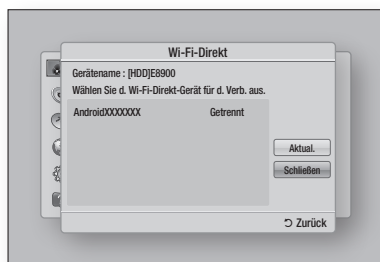 Wi-Fi-Direkt
Gerätename : [HDD]E8900
Wählen Sie d. Wi-Fi-Direkt-Gerät für d. Verb. aus.
AndroidXXXXXXX Getrennt
Aktual.
Schließen
Zurück